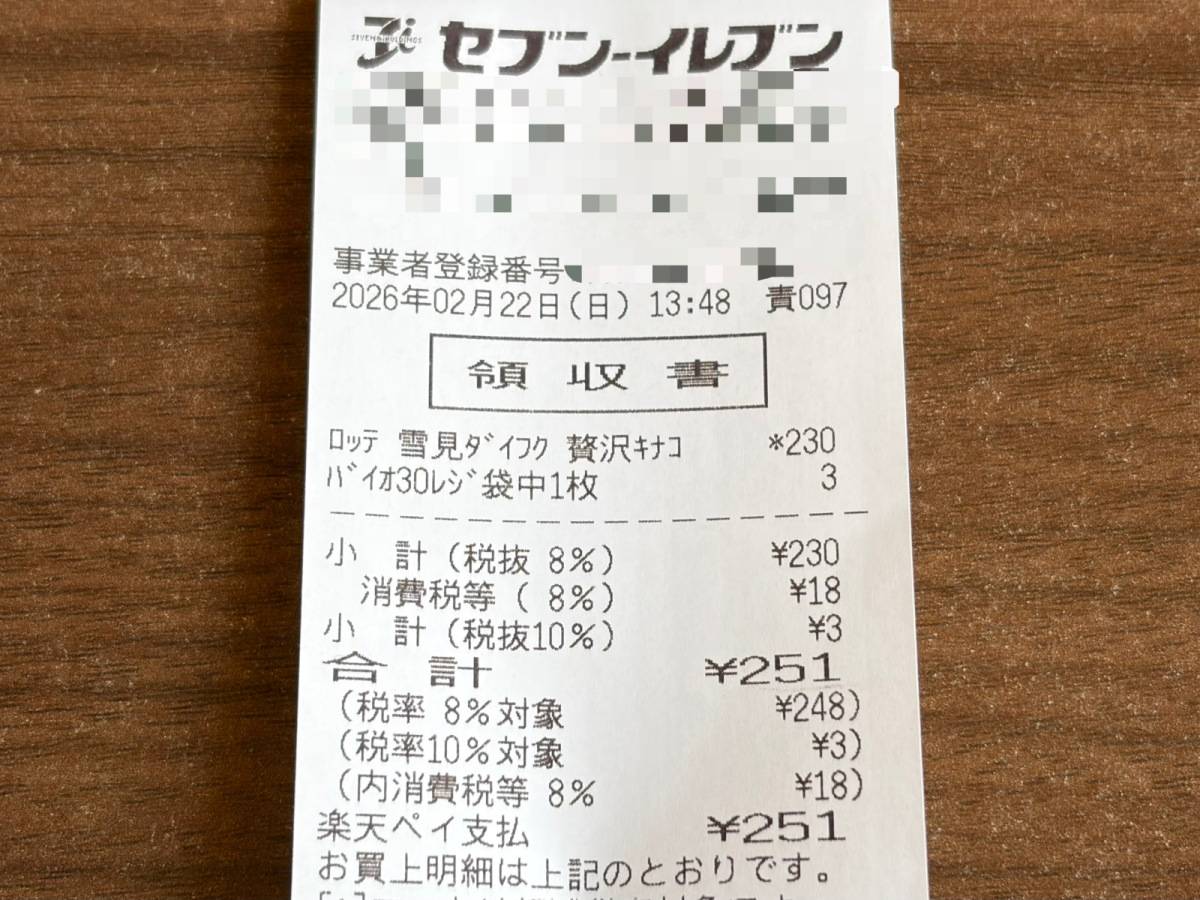 セブン-イレブン
事業者登録番号
2026年02月22日(日) 13:48 責097
領収書
ロッテ 雪見ダイフク 贅沢キナコ *230
バイオ30レジ袋中1枚 3
小 計(税抜 8%) ¥230
消費税等( 8%) ¥18
小 計(税抜10%) ¥3
合 計 ¥251
(税率 8%対象 ¥248)
(税率10%対象 ¥3)
(内消費税等 8% ¥18)
楽天ペイ支払 ¥251
お買上明細は上記のとおりです。